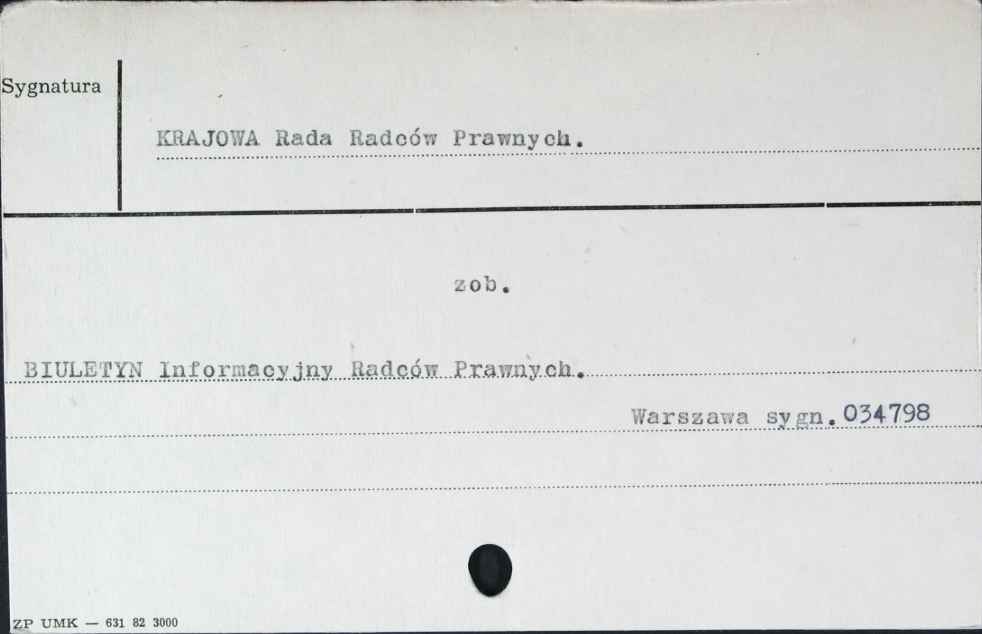 Sygnatura
KRAJOWA Rada Radców Prawnych.
zob.
BIULETYN Informacyjny Radców Prawnych.
Warszawa sygn. 034798
ZP UMK — 631 82 3000